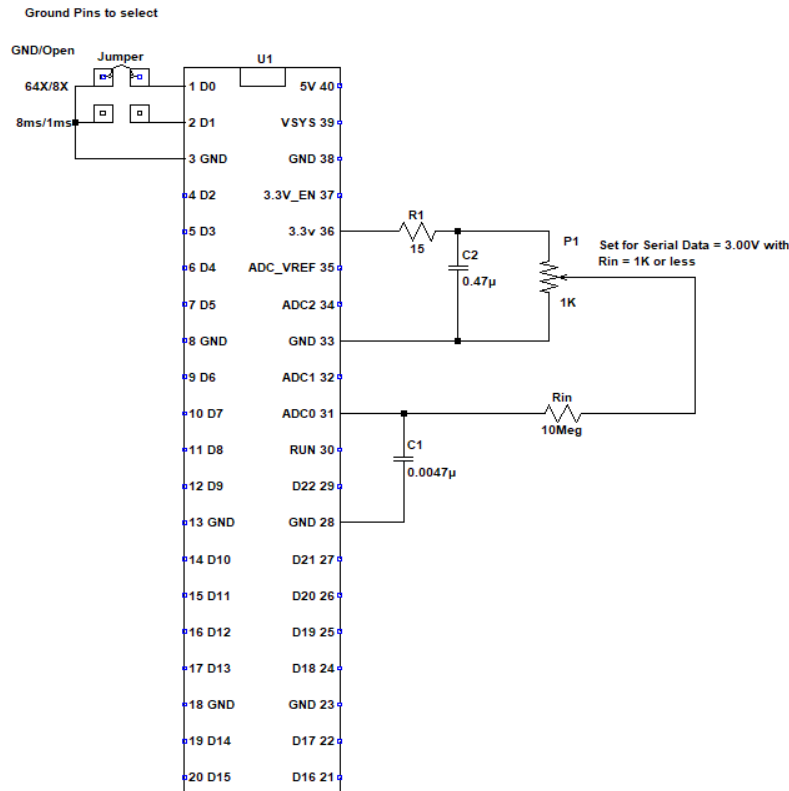 Ground Pins to select
GND/Open
Jumper
U1
64X/8X
1 D0
5V 40
8ms/1ms
2 D1
VSYS 39
3 GND
GND 38
4 D2
3.3V_EN 37
5 D3
3.3v 36
R1
15
C2
0.47µ
P1
1K
Set for Serial Data = 3.00V with
Rin = 1K or less
6 D4
ADC_VREF 35
7 D5
ADC2 34
8 GND
GND 33
9 D6
ADC1 32
10 D7
ADC0 31
Rin
10Meg
11 D8
RUN 30
C1
0.0047µ
12 D9
D22 29
13 GND
GND 28
14 D10
D21 27
15 D11
D20 26
16 D12
D19 25
17 D13
D18 24
18 GND
GND 23
19 D14
D17 22
20 D15
D16 21